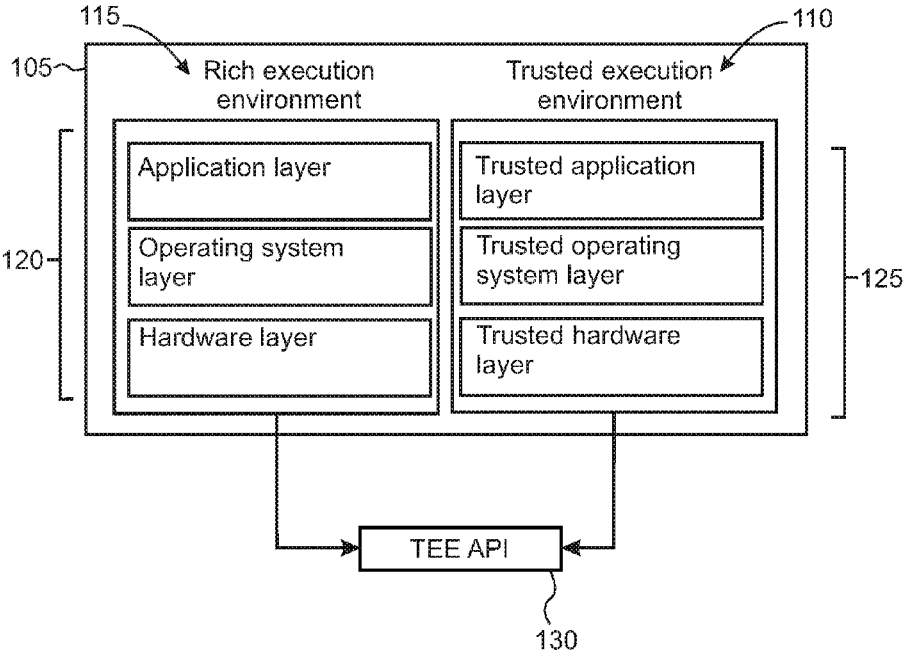 115
110
105
Rich execution
environment
Trusted execution
environment
120
Application layer
Operating system
layer
Hardware layer
Trusted application
layer
Trusted operating
system layer
Trusted hardware
layer
125
TEE API
130